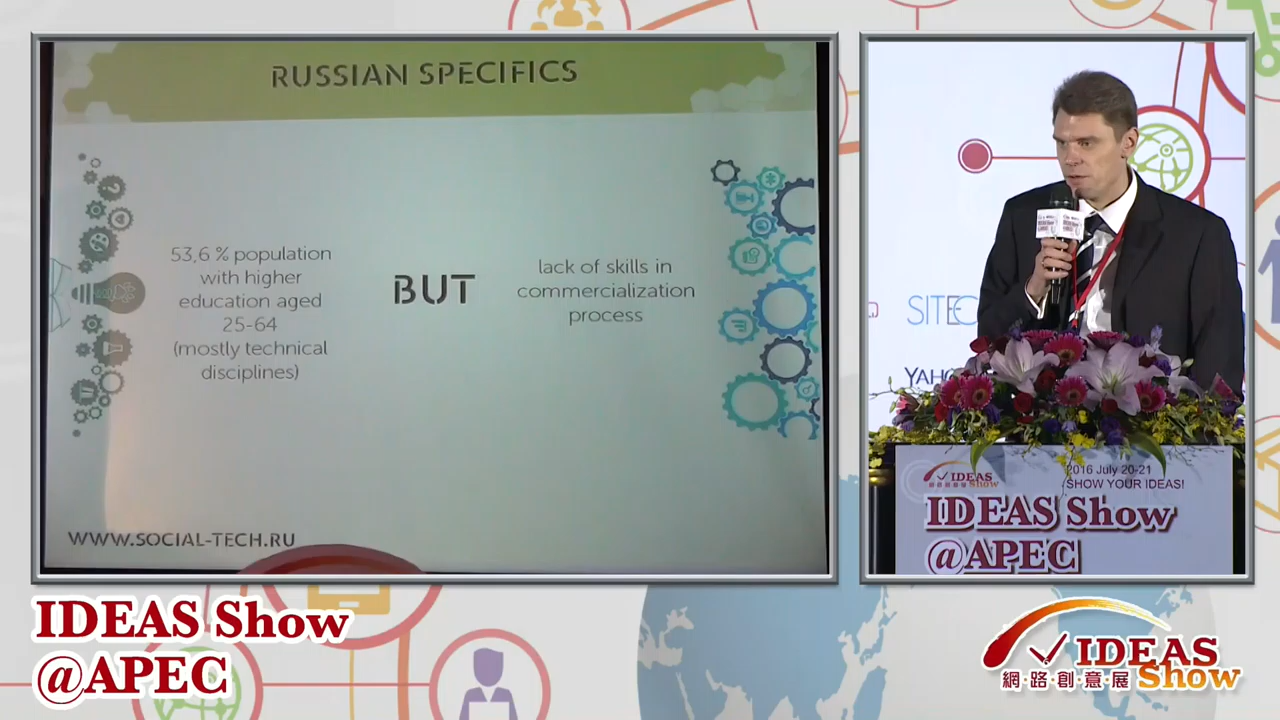 RUSSIAN SPECIFICS
53,6 % population
with higher
education aged
25-64
(mostly technical
disciplines)
BUT
lack of skills in
commercialization
process
WWW.SOCIAL-TECH.RU
SITEC
YAHO
IDEAS
Show
2016 July 20-21
SHOW YOUR IDEAS!
IDEAS Show
@APEC
IDEAS Show
@APEC
IDEAS
網·路·創·意·展 Show